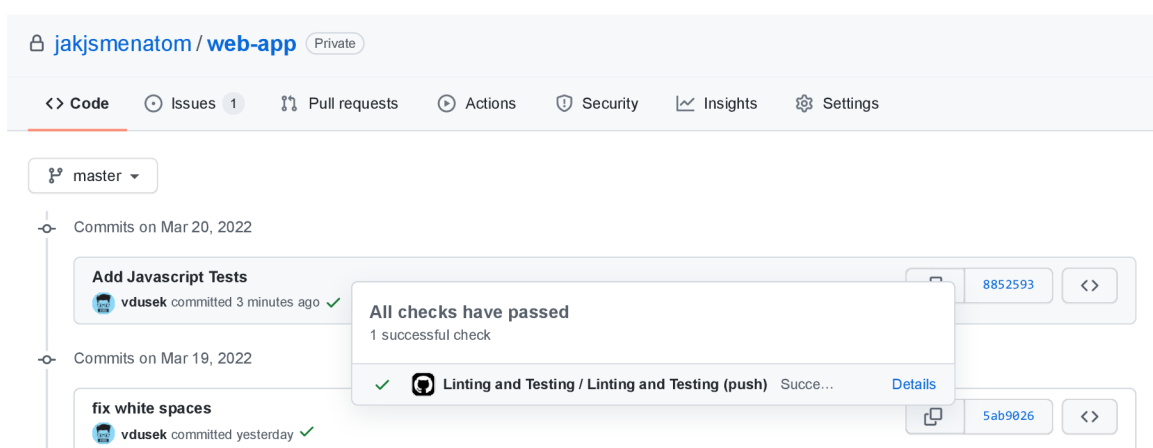 jakjsmenatom / web-app Private
Code Issues 1 Pull requests Actions Security Insights Settings
master
Commits on Mar 20, 2022
Add Javascript Tests
vdusek committed 3 minutes ago
8852593
All checks have passed
1 successful check
Linting and Testing / Linting and Testing (push) Succe… Details
Commits on Mar 19, 2022
fix white spaces
vdusek committed yesterday
5ab9026